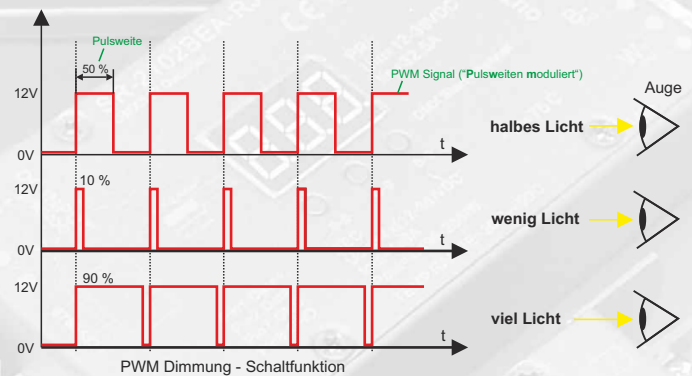 Pulsweite
50 %
PWM Signal ("Pulsweiten moduliert")
Auge
12V
halbes Licht
t
0V
12V
10 %
wenig Licht
t
0V
90 %
12V
viel Licht
t
0V
PWM Dimmung - Schaltfunktion